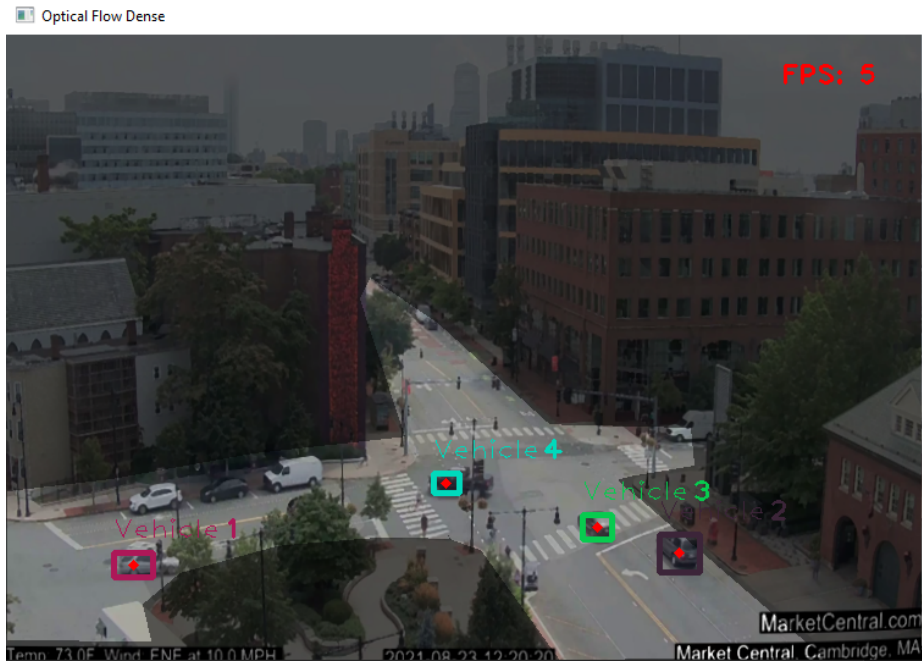 Optical Flow Dense
FPS: 5
Vehicle 4
Vehicle 3
Vehicle 2
Vehicle 1
MarketCentral.com
Temp 73.0F Wind ENE at 10.0 MPH
2021-08-23 12:20:20
Market Central, Cambridge, MA